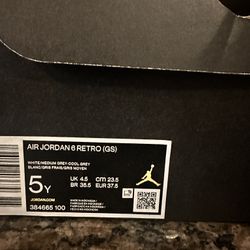 AIR JORDAN 6 RETRO (GS)
WHITE/MEDIUM GREY-COOL GREY
BLANC/GRIS FRAIS/GRIS MOYEN
5Y
UK 4.5 cm 23.5
BR 35.5 EUR 37.5
JORDAN.COM
384665 100